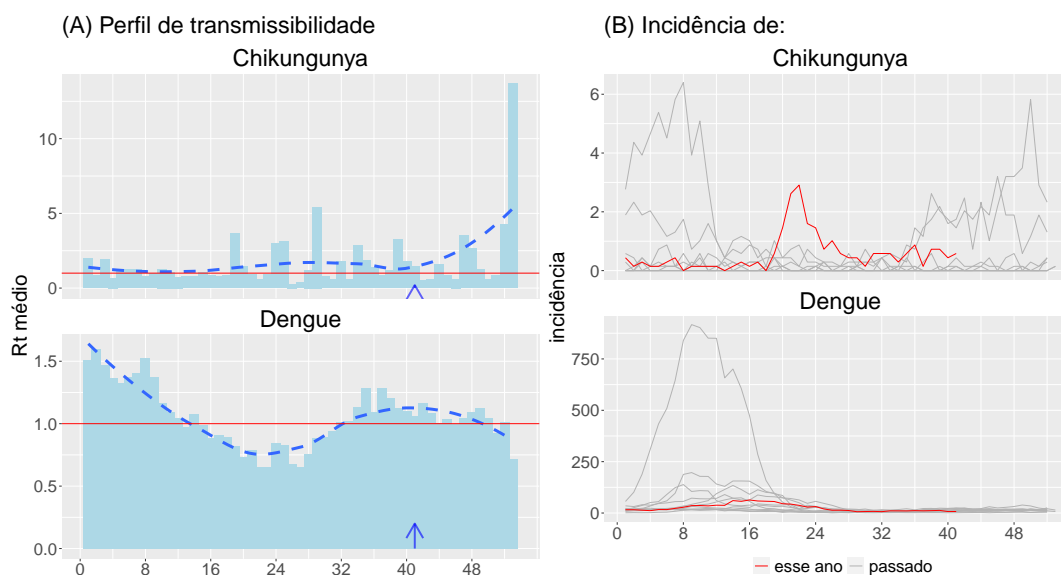 (A) Perfil de transmissibilidade
Chikungunya
10
5
0
Dengue
1.5
1.0
0.5
0.0
0 8 16 24 32 40 48
Rt médio
(B) Incidência de:
Chikungunya
6
4
2
0
Dengue
750
500
250
0
0 8 16 24 32 40 48
incidência
esse ano passado